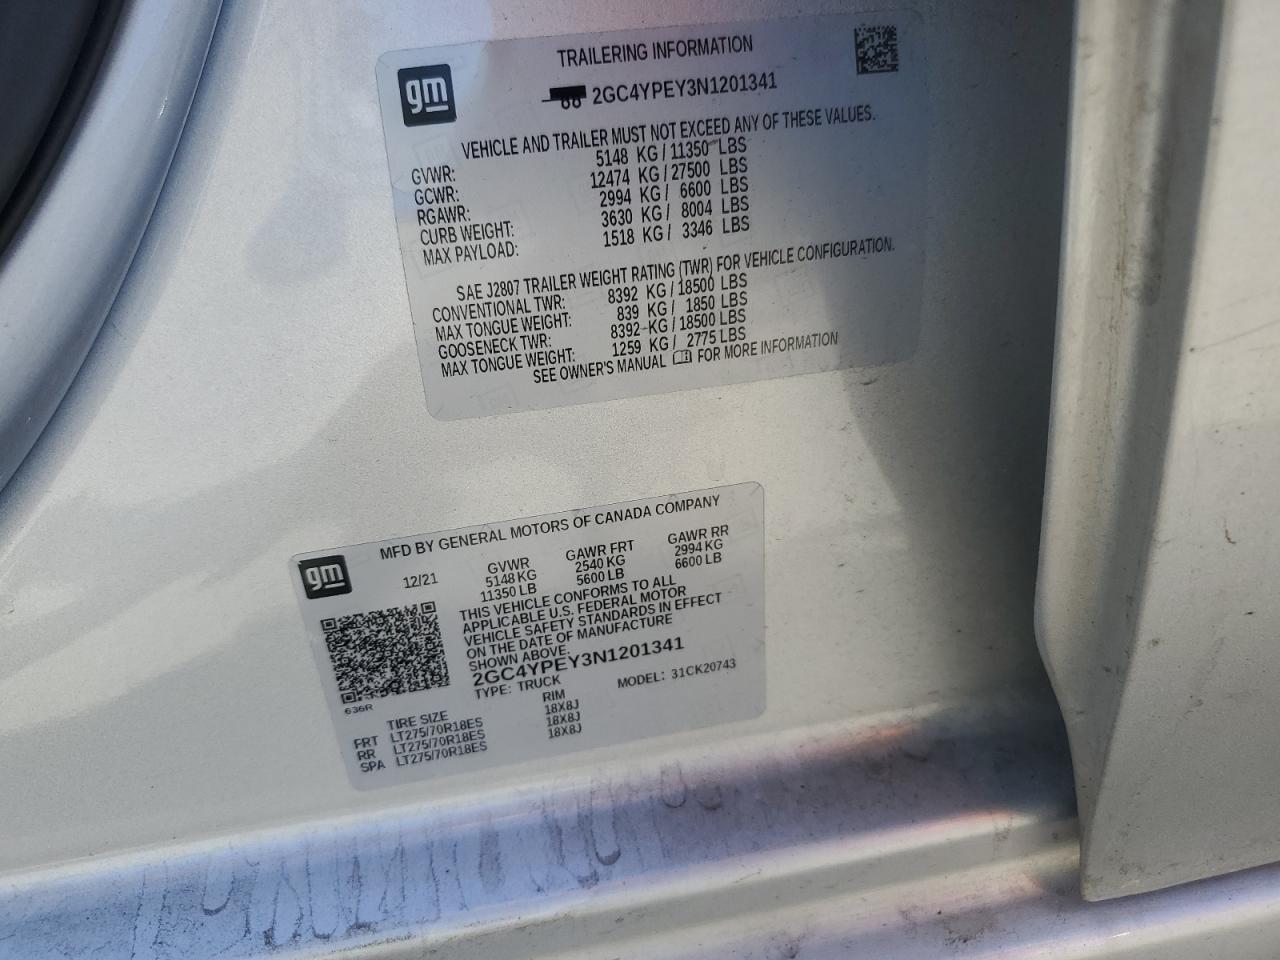 gm
TRAILERING INFORMATION
2GC4YPEY3N1201341
VEHICLE AND TRAILER MUST NOT EXCEED ANY OF THESE VALUES.
GVWR: 5148 KG / 11350 LBS
GCWR: 12474 KG / 27500 LBS
RGAWR: 2994 KG / 6600 LBS
CURB WEIGHT: 3630 KG / 8004 LBS
MAX PAYLOAD: 1518 KG / 3346 LBS
SAE J2807 TRAILER WEIGHT RATING (TWR) FOR VEHICLE CONFIGURATION.
CONVENTIONAL TWR: 8392 KG / 18500 LBS
MAX TONGUE WEIGHT: 839 KG / 1850 LBS
GOOSENECK TWR: 8392 KG / 18500 LBS
MAX TONGUE WEIGHT: 1259 KG / 2775 LBS
SEE OWNER'S MANUAL FOR MORE INFORMATION
gm
MFD BY GENERAL MOTORS OF CANADA COMPANY
12/21 GVWR GAWR FRT GAWR RR
5148 KG 2540 KG 2994 KG
11350 LB 5600 LB 6600 LB
THIS VEHICLE CONFORMS TO ALL
APPLICABLE U.S. FEDERAL MOTOR
VEHICLE SAFETY STANDARDS IN EFFECT
ON THE DATE OF MANUFACTURE
SHOWN ABOVE.
2GC4YPEY3N1201341
TYPE: TRUCK MODEL: 31CK20743
636R
TIRE SIZE RIM
FRT LT275/70R18ES 18X8J
RR LT275/70R18ES 18X8J
SPA LT275/70R18ES 18X8J